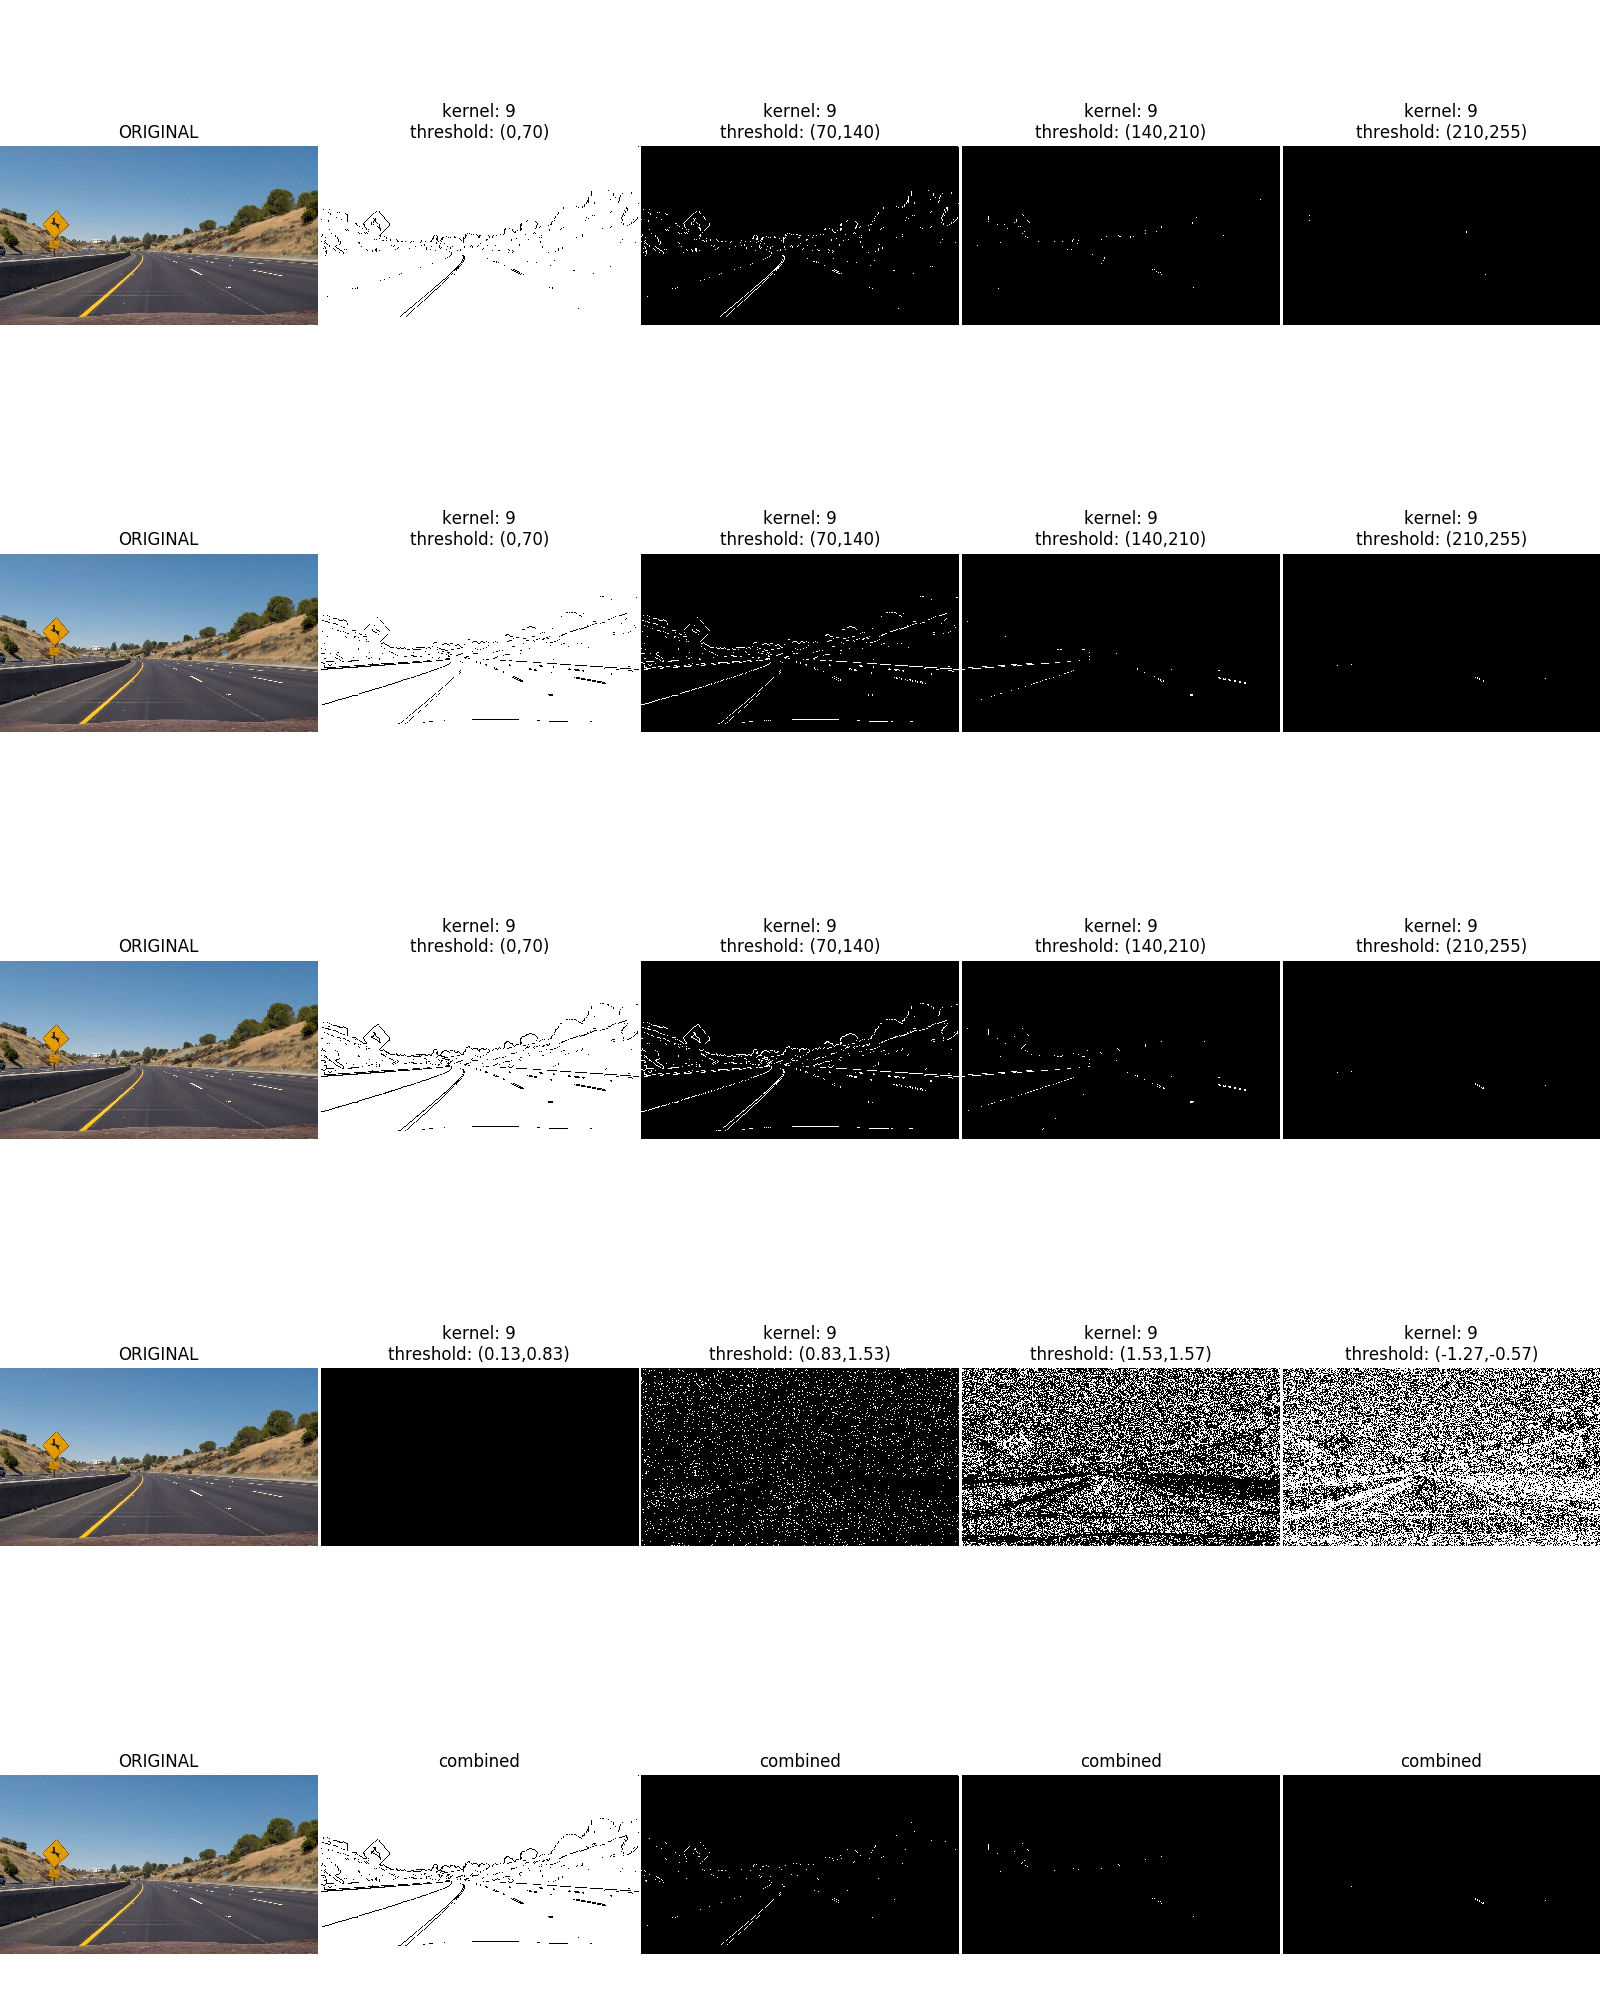 kernel: 9 kernel: 9 kernel: 9 kernel: 9
ORIGINAL threshold: (0,70) threshold: (70,140) threshold: (140,210) threshold: (210,255)
kernel: 9 kernel: 9 kernel: 9 kernel: 9
ORIGINAL threshold: (0,70) threshold: (70,140) threshold: (140,210) threshold: (210,255)
kernel: 9 kernel: 9 kernel: 9 kernel: 9
ORIGINAL threshold: (0,70) threshold: (70,140) threshold: (140,210) threshold: (210,255)
kernel: 9 kernel: 9 kernel: 9 kernel: 9
ORIGINAL threshold: (0.13,0.83) threshold: (0.83,1.53) threshold: (1.53,1.57) threshold: (-1.27,-0.57)
ORIGINAL combined combined combined combined